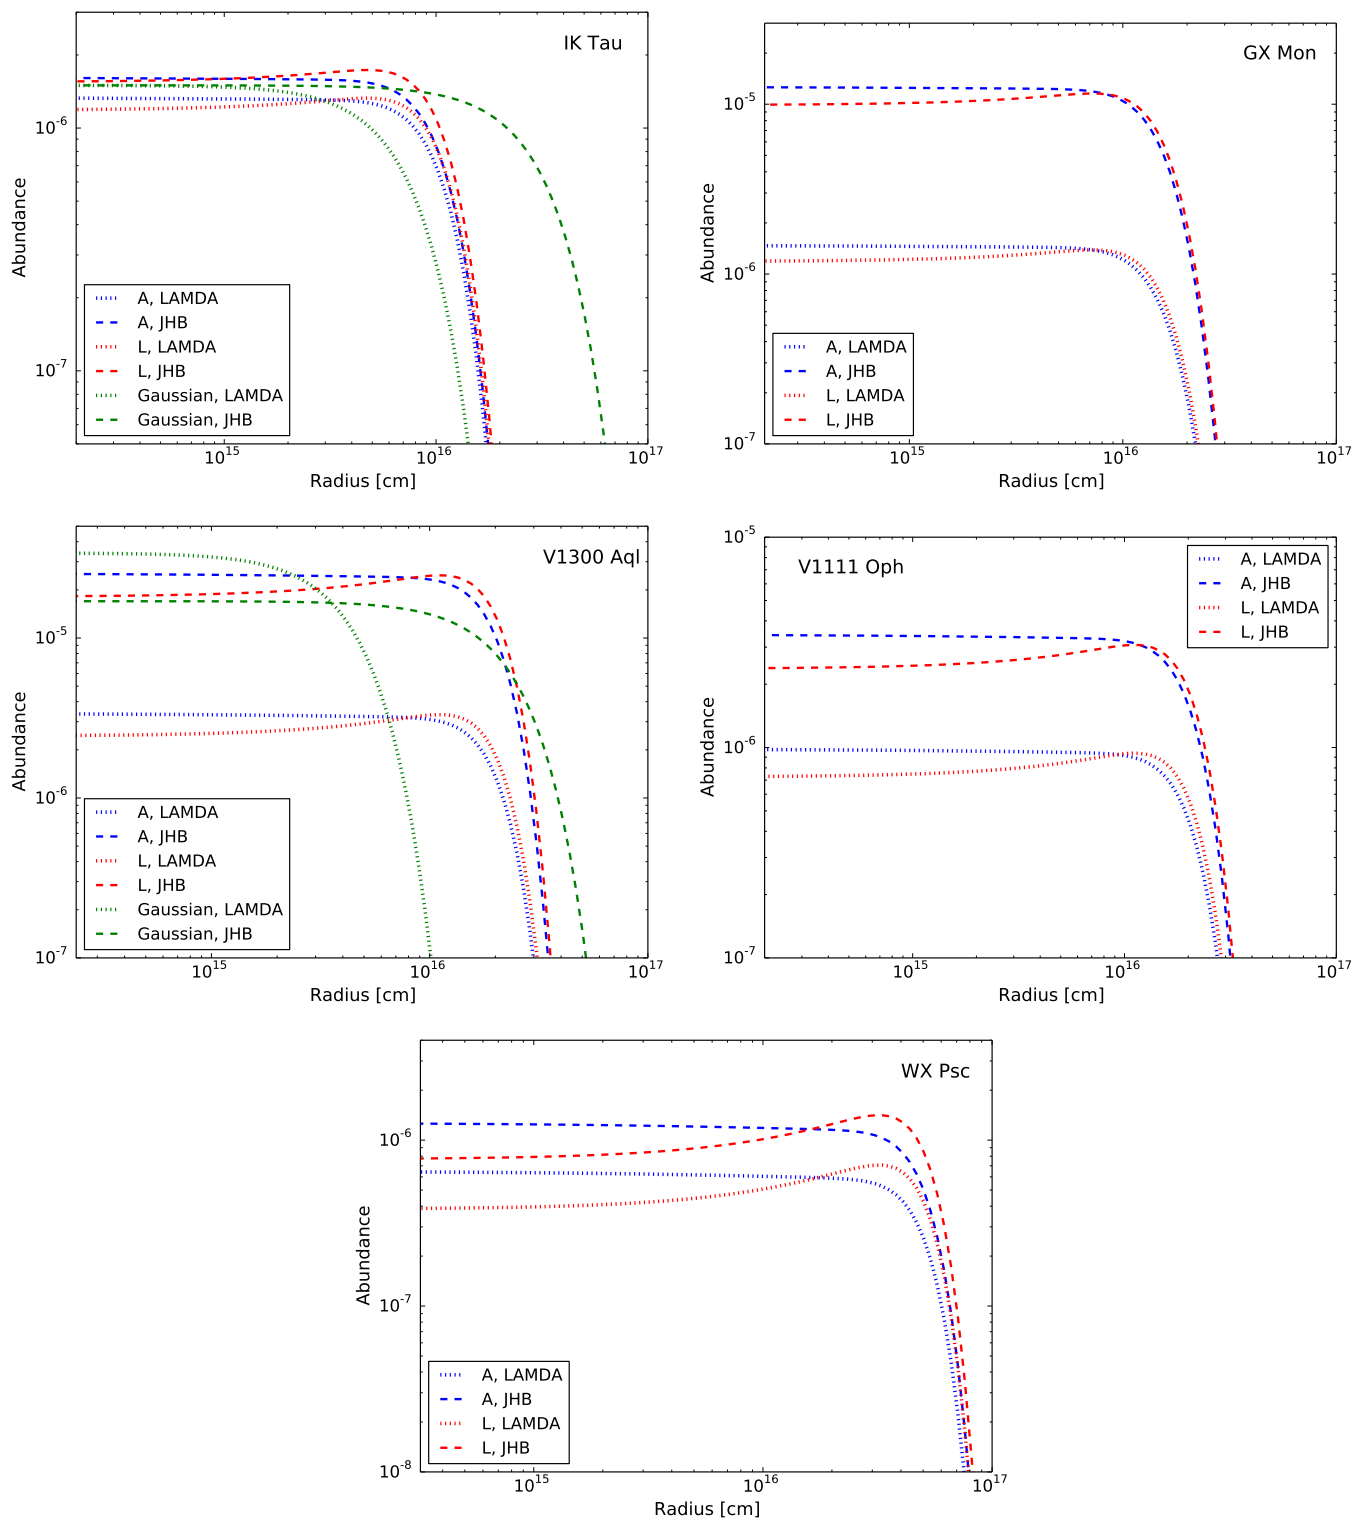 IK Tau
10^-6
10^-7
Abundance
A, LAMDA
A, JHB
L, LAMDA
L, JHB
Gaussian, LAMDA
Gaussian, JHB
10^15 10^16 10^17
Radius [cm]
GX Mon
10^-5
10^-6
10^-7
Abundance
A, LAMDA
A, JHB
L, LAMDA
L, JHB
10^15 10^16 10^17
Radius [cm]
V1300 Aql
10^-5
10^-6
10^-7
Abundance
A, LAMDA
A, JHB
L, LAMDA
L, JHB
Gaussian, LAMDA
Gaussian, JHB
10^15 10^16 10^17
Radius [cm]
V1111 Oph
10^-5
10^-6
10^-7
Abundance
A, LAMDA
A, JHB
L, LAMDA
L, JHB
10^15 10^16 10^17
Radius [cm]
WX Psc
10^-6
10^-7
10^-8
Abundance
A, LAMDA
A, JHB
L, LAMDA
L, JHB
10^15 10^16 10^17
Radius [cm]